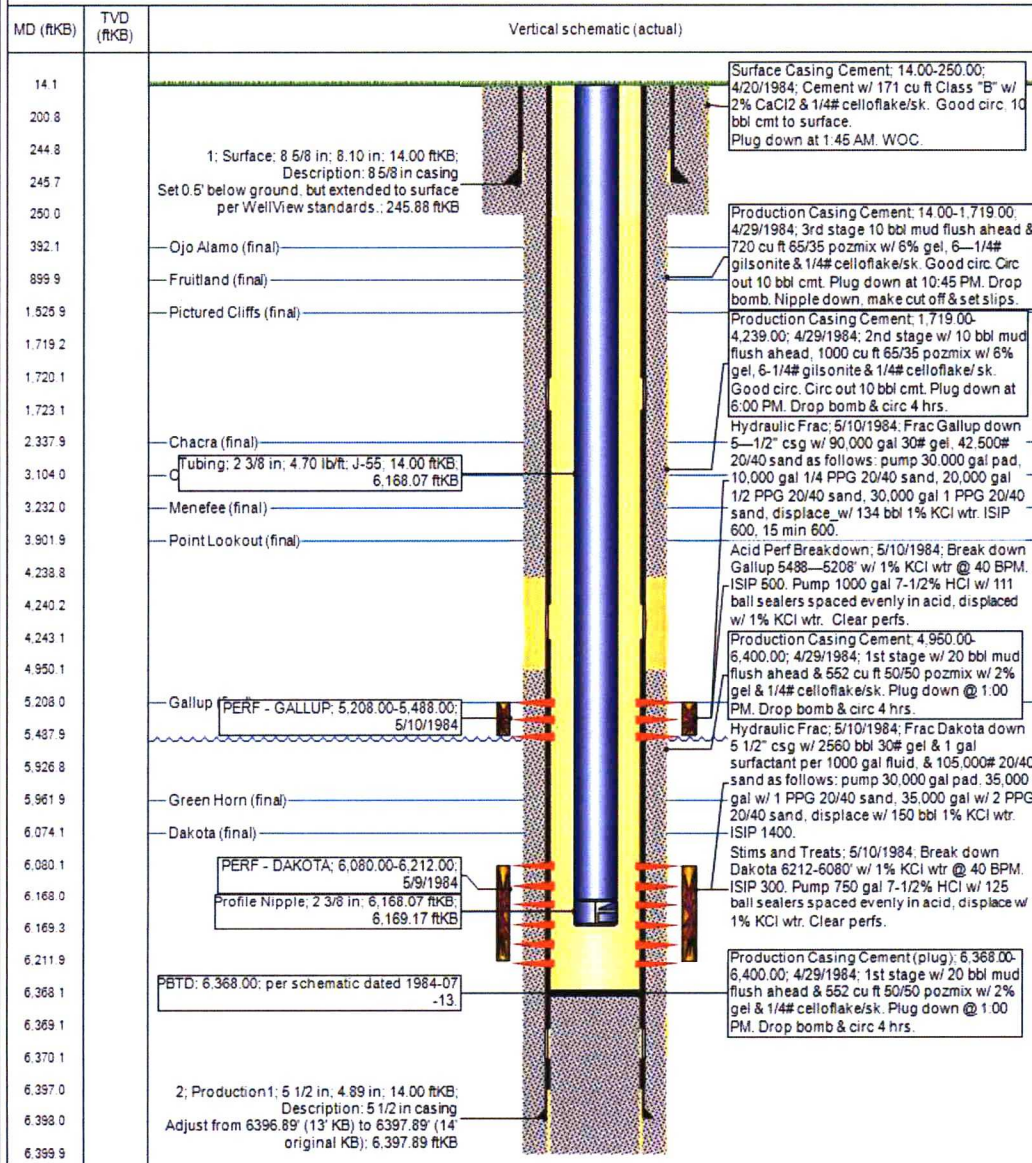 MD (ftKB)
TVD
(ftKB)
Vertical schematic (actual)
14.1
200.8
244.8
245.7
250.0
392.1
899.9
1,525.9
1,719.2
1,720.1
1,723.1
2,337.9
3,104.0
3,232.0
3,901.9
4,238.8
4,240.2
4,243.1
4,950.1
5,208.0
5,487.9
5,926.8
5,961.9
6,074.1
6,080.1
6,168.0
6,169.3
6,211.9
6,368.1
6,369.1
6,370.1
6,397.0
6,398.0
6,399.9
1; Surface; 8 5/8 in; 8.10 in; 14.00 ftKB;
Description: 8 5/8 in casing
Set 0.5' below ground, but extended to surface
per WellView standards.; 245.88 ftKB
Ojo Alamo (final)
Fruitland (final)
Pictured Cliffs (final)
Chacra (final)
Tubing; 2 3/8 in; 4.70 lb/ft; J-55; 14.00 ftKB;
6,168.07 ftKB
C
Menefee (final)
Point Lookout (final)
Gallup
PERF - GALLUP; 5,208.00-5,488.00;
5/10/1984
Green Horn (final)
Dakota (final)
PERF - DAKOTA; 6,080.00-6,212.00;
5/9/1984
Profile Nipple; 2 3/8 in; 6,168.07 ftKB;
6,169.17 ftKB
PBTD; 6,368.00; per schematic dated 1984-07
-13.
2; Production1; 5 1/2 in; 4.89 in; 14.00 ftKB;
Description: 5 1/2 in casing
Adjust from 6396.89' (13' KB) to 6397.89' (14'
original KB); 6,397.89 ftKB
Surface Casing Cement; 14.00-250.00;
4/20/1984; Cement w/ 171 cu ft Class "B" w/
2% CaCl2 & 1/4# celloflake/sk. Good circ, 10
bbl cmt to surface.
Plug down at 1:45 AM. WOC.
Production Casing Cement; 14.00-1,719.00;
4/29/1984; 3rd stage 10 bbl mud flush ahead &
720 cu ft 65/35 pozmix w/ 6% gel, 6—1/4#
gilsonite & 1/4# celloflake/sk. Good circ. Circ
out 10 bbl cmt. Plug down at 10:45 PM. Drop
bomb. Nipple down, make cut off & set slips.
Production Casing Cement; 1,719.00-
4,239.00; 4/29/1984; 2nd stage w/ 10 bbl mud
flush ahead, 1000 cu ft 65/35 pozmix w/ 6%
gel, 6-1/4# gilsonite & 1/4# celloflake/ sk.
Good circ. Circ out 10 bbl cmt. Plug down at
6:00 PM. Drop bomb & circ 4 hrs.
Hydraulic Frac; 5/10/1984; Frac Gallup down
5—1/2" csg w/ 90,000 gal 30# gel, 42,500#
20/40 sand as follows: pump 30,000 gal pad,
10,000 gal 1/4 PPG 20/40 sand, 20,000 gal
1/2 PPG 20/40 sand, 30,000 gal 1 PPG 20/40
sand, displace_w/ 134 bbl 1% KCl wtr. ISIP
600, 15 min 600.
Acid Perf Breakdown; 5/10/1984; Break down
Gallup 5488—5208' w/ 1% KCl wtr @ 40 BPM.
ISIP 500. Pump 1000 gal 7-1/2% HCl w/ 111
ball sealers spaced evenly in acid, displaced
w/ 1% KCl wtr. Clear perfs.
Production Casing Cement; 4,950.00-
6,400.00; 4/29/1984; 1st stage w/ 20 bbl mud
flush ahead & 552 cu ft 50/50 pozmix w/ 2%
gel & 1/4# celloflake/sk. Plug down @ 1:00
PM. Drop bomb & circ 4 hrs.
Hydraulic Frac; 5/10/1984; Frac Dakota down
5 1/2" csg w/ 2560 bbl 30# gel & 1 gal
surfactant per 1000 gal fluid, & 105,000# 20/40
sand as follows: pump 30,000 gal pad, 35,000
gal w/ 1 PPG 20/40 sand, 35,000 gal w/ 2 PPG
20/40 sand, displace w/ 150 bbl 1% KCl wtr.
ISIP 1400.
Stims and Treats; 5/10/1984; Break down
Dakota 6212-6080' w/ 1% KCl wtr @ 40 BPM.
ISIP 300. Pump 750 gal 7-1/2% HCl w/ 125
ball sealers spaced evenly in acid, displace w/
1% KCl wtr. Clear perfs.
Production Casing Cement (plug); 6,368.00-
6,400.00; 4/29/1984; 1st stage w/ 20 bbl mud
flush ahead & 552 cu ft 50/50 pozmix w/ 2%
gel & 1/4# celloflake/sk. Plug down @ 1:00
PM. Drop bomb & circ 4 hrs.